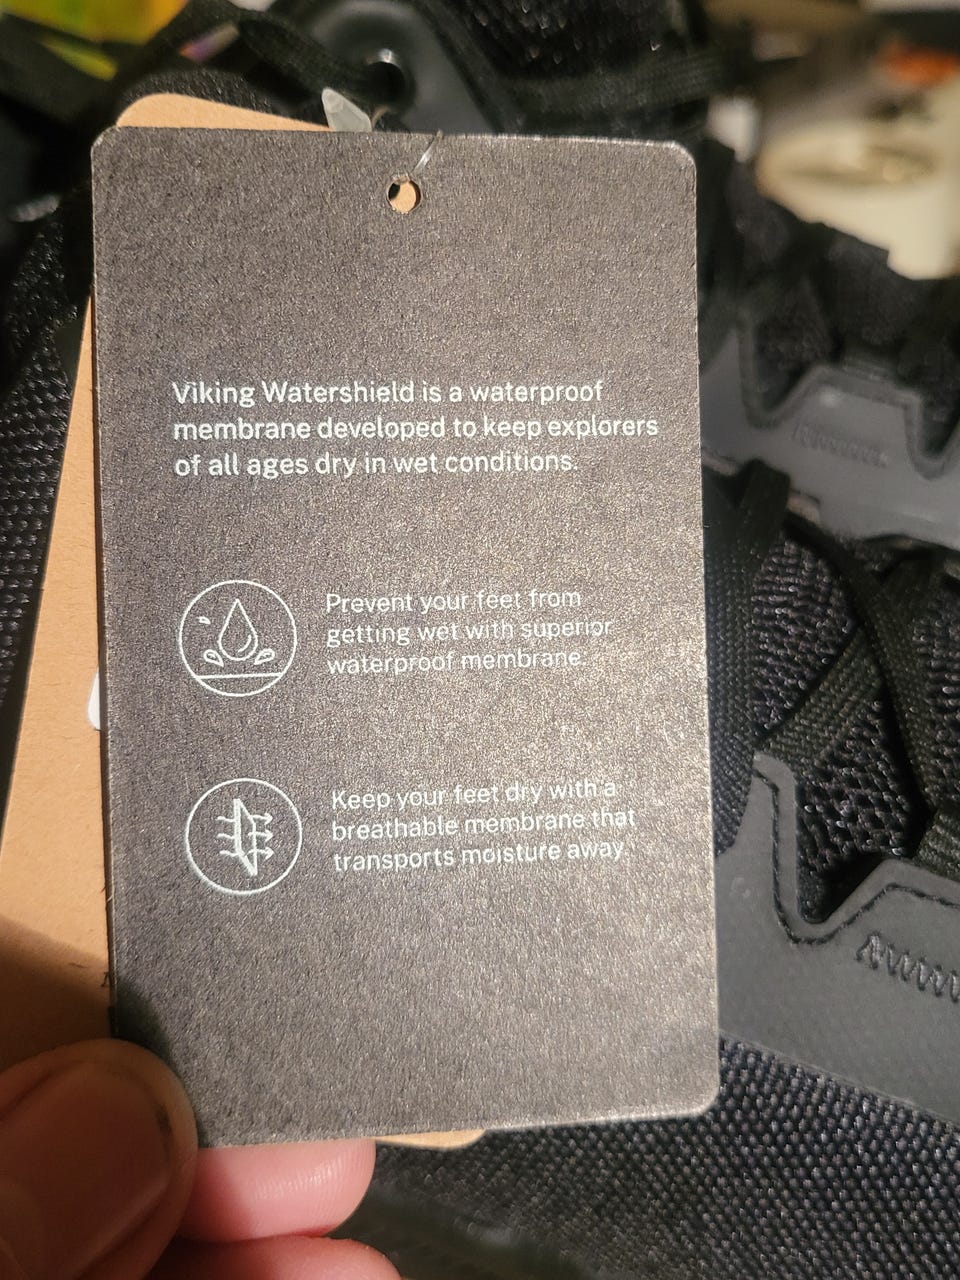 Viking Watershield is a waterproof
membrane developed to keep explorers
of all ages dry in wet conditions.
Prevent your feet from
getting wet with superior
waterproof membrane.
Keep your feet dry with a
breathable membrane that
transports moisture away.